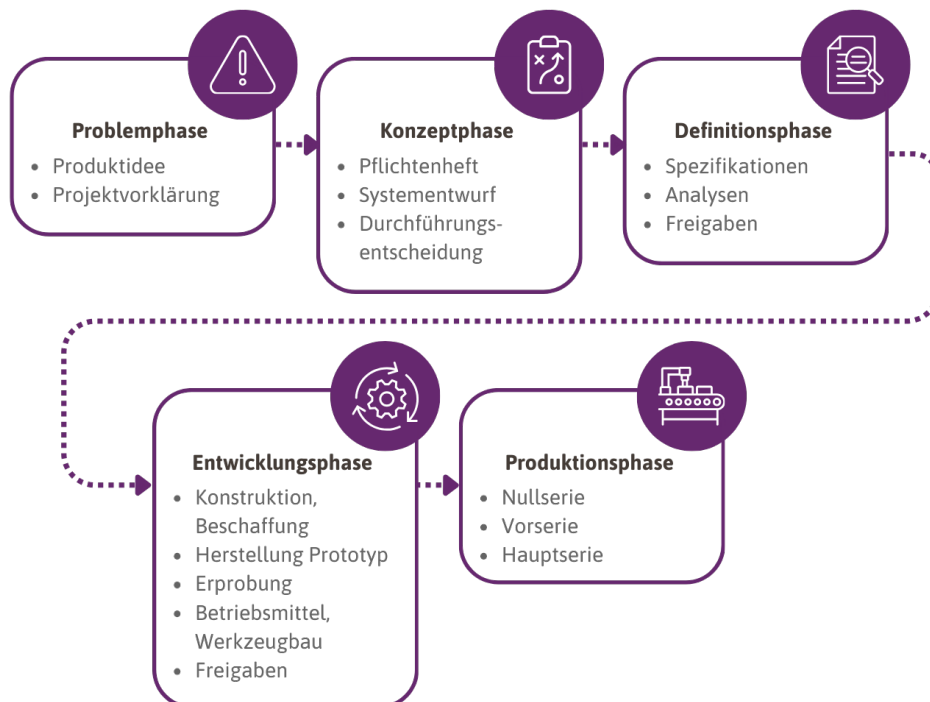 Problemphase
• Produktidee
• Projektvorklärung
Konzeptphase
• Pflichtenheft
• Systementwurf
• Durchführungs-
entscheidung
Definitionsphase
• Spezifikationen
• Analysen
• Freigaben
Entwicklungsphase
• Konstruktion,
Beschaffung
• Herstellung Prototyp
• Erprobung
• Betriebsmittel,
Werkzeugbau
• Freigaben
Produktionsphase
• Nullserie
• Vorserie
• Hauptserie